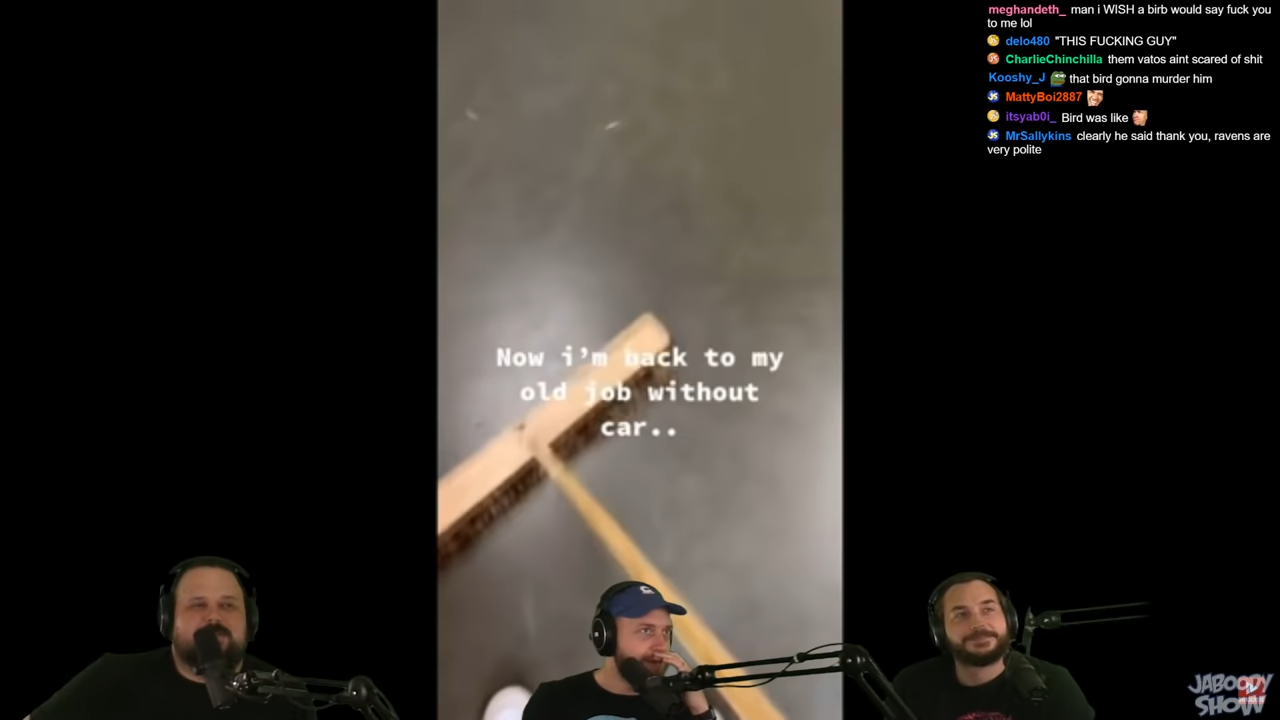 meghandeth_ man i WISH a birb would say fuck you
to me lol
delo480 "THIS FUCKING GUY"
CharlieChinchilla them vatos aint scared of shit
Kooshy_J that bird gonna murder him
MattyBoi2887
itsyab0i_ Bird was like
MrSallykins clearly he said thank you, ravens are
very polite
Now i'm back to my
old job without
car..
JABOODY
SHOW